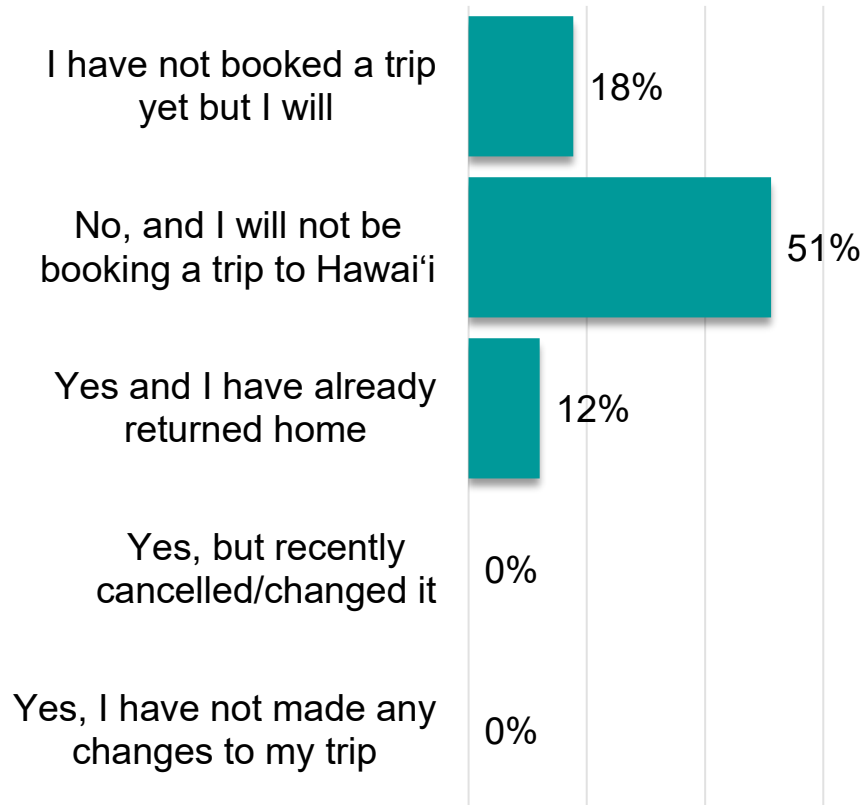 I have not booked a trip
yet but I will
18%
No, and I will not be
booking a trip to Hawai‘i
51%
Yes and I have already
returned home
12%
Yes, but recently
cancelled/changed it
0%
Yes, I have not made any
changes to my trip
0%